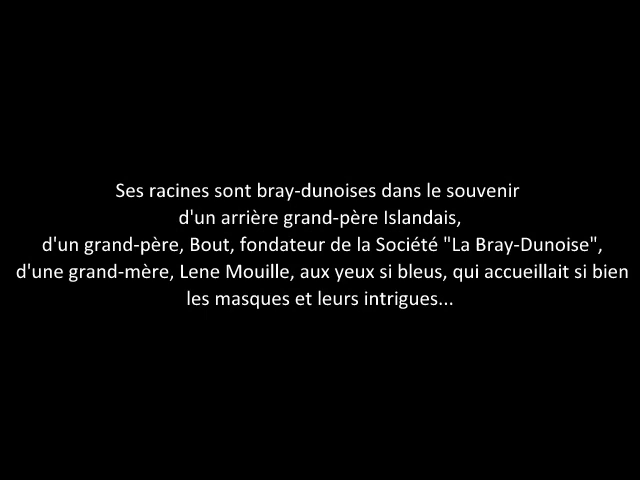 Ses racines sont bray-dunoises dans le souvenir
d'un arrière grand-père Islandais,
d'un grand-père, Bout, fondateur de la Société "La Bray-Dunoise",
d'une grand-mère, Lene Mouille, aux yeux si bleus, qui accueillait si bien
les masques et leurs intrigues...